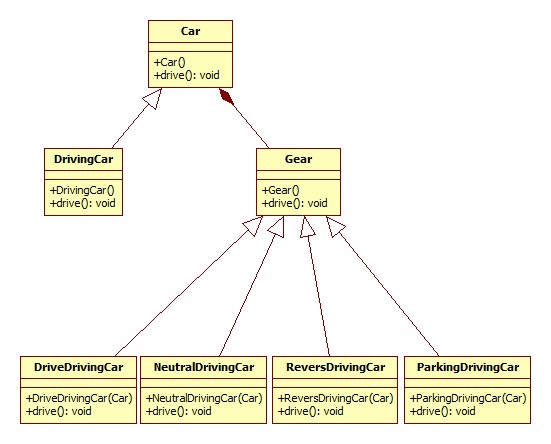 Car
+Car()
+drive(): void
DrivingCar
+DrivingCar()
+drive(): void
Gear
+Gear()
+drive(): void
DriveDrivingCar
+DriveDrivingCar(Car)
+drive(): void
NeutralDrivingCar
+NeutralDrivingCar(Car)
+drive(): void
ReversDrivingCar
+ReversDrivingCar(Car)
+drive(): void
ParkingDrivingCar
+ParkingDrivingCar(Car)
+drive(): void